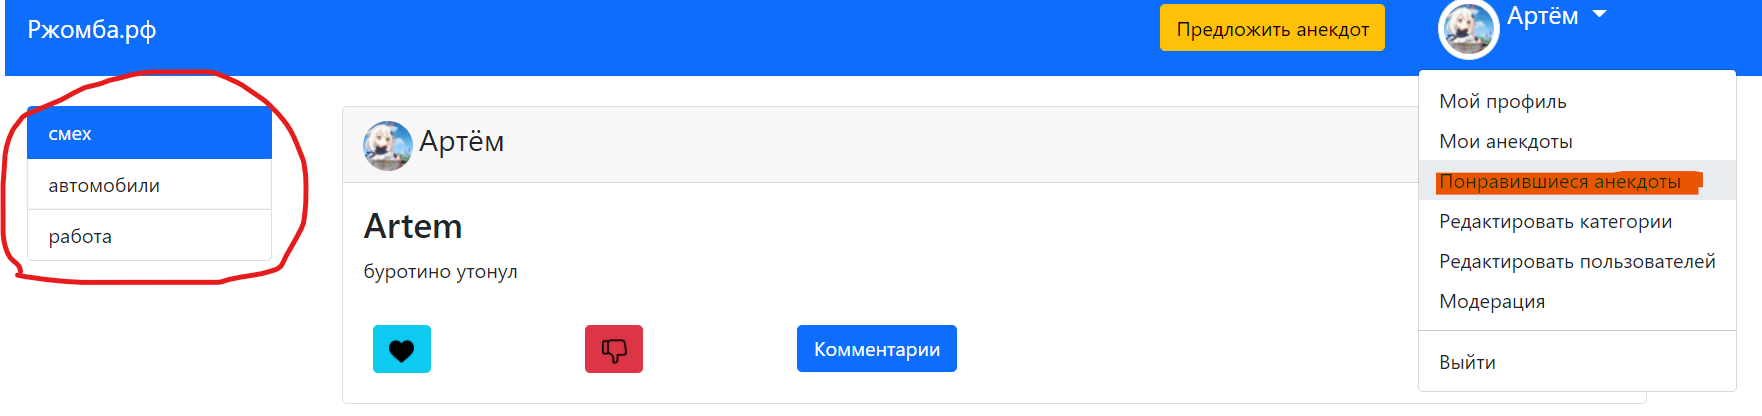 Ржомба.рф
Предложить анекдот
Артём
смех
автомобили
работа
Артём
Artem
буротино утонул
Комментарии
Мой профиль
Мои анекдоты
Понравившиеся анекдоты
Редактировать категории
Редактировать пользователей
Модерация
Выйти